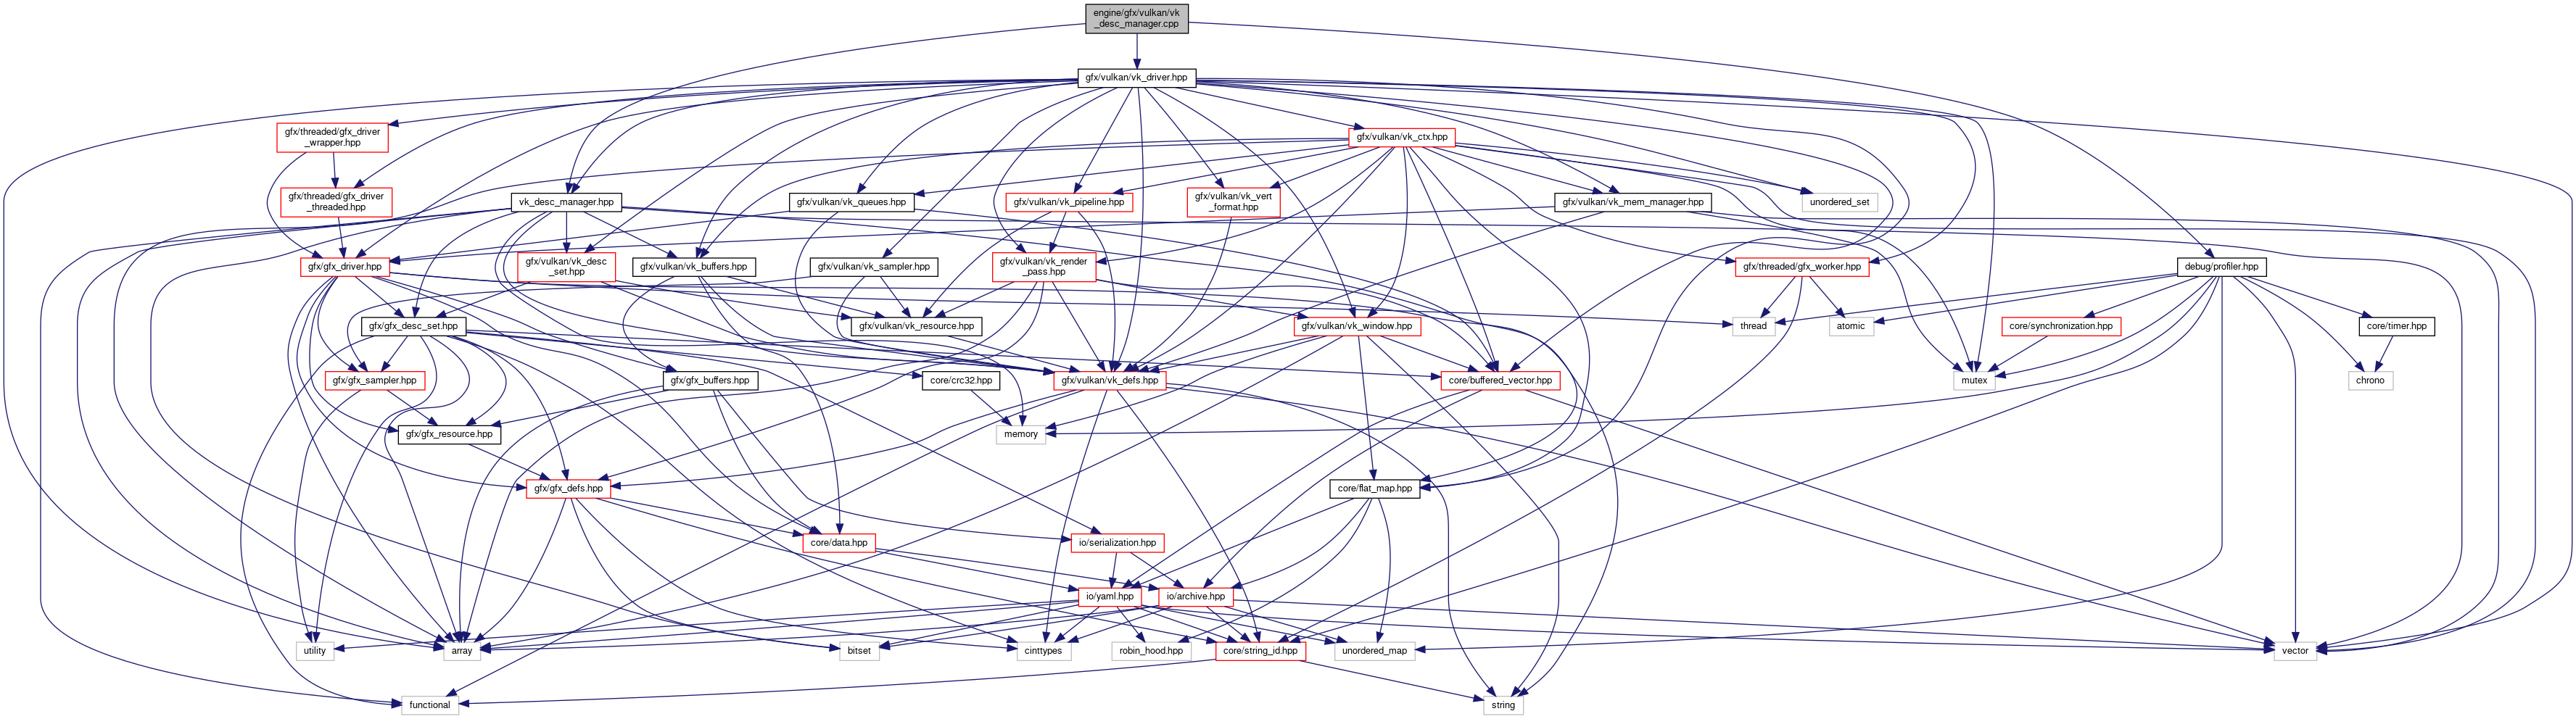 engine/gfx/vulkan/vk
_desc_manager.cpp
gfx/vulkan/vk_driver.hpp
gfx/threaded/gfx_driver
_wrapper.hpp
gfx/vulkan/vk_ctx.hpp
gfx/threaded/gfx_driver
_threaded.hpp
vk_desc_manager.hpp
gfx/vulkan/vk_queues.hpp
gfx/vulkan/vk_pipeline.hpp
gfx/vulkan/vk_vert
_format.hpp
gfx/vulkan/vk_mem_manager.hpp
unordered_set
gfx/gfx_driver.hpp
gfx/vulkan/vk_desc
_set.hpp
gfx/vulkan/vk_buffers.hpp
gfx/vulkan/vk_sampler.hpp
gfx/vulkan/vk_render
_pass.hpp
gfx/threaded/gfx_worker.hpp
debug/profiler.hpp
gfx/gfx_desc_set.hpp
gfx/vulkan/vk_resource.hpp
gfx/vulkan/vk_window.hpp
thread
atomic
core/synchronization.hpp
core/timer.hpp
gfx/gfx_sampler.hpp
gfx/gfx_buffers.hpp
core/crc32.hpp
gfx/vulkan/vk_defs.hpp
core/buffered_vector.hpp
mutex
chrono
gfx/gfx_resource.hpp
memory
gfx/gfx_defs.hpp
core/flat_map.hpp
core/data.hpp
io/serialization.hpp
io/yaml.hpp
io/archive.hpp
utility
array
bitset
cinttypes
robin_hood.hpp
core/string_id.hpp
unordered_map
vector
functional
string